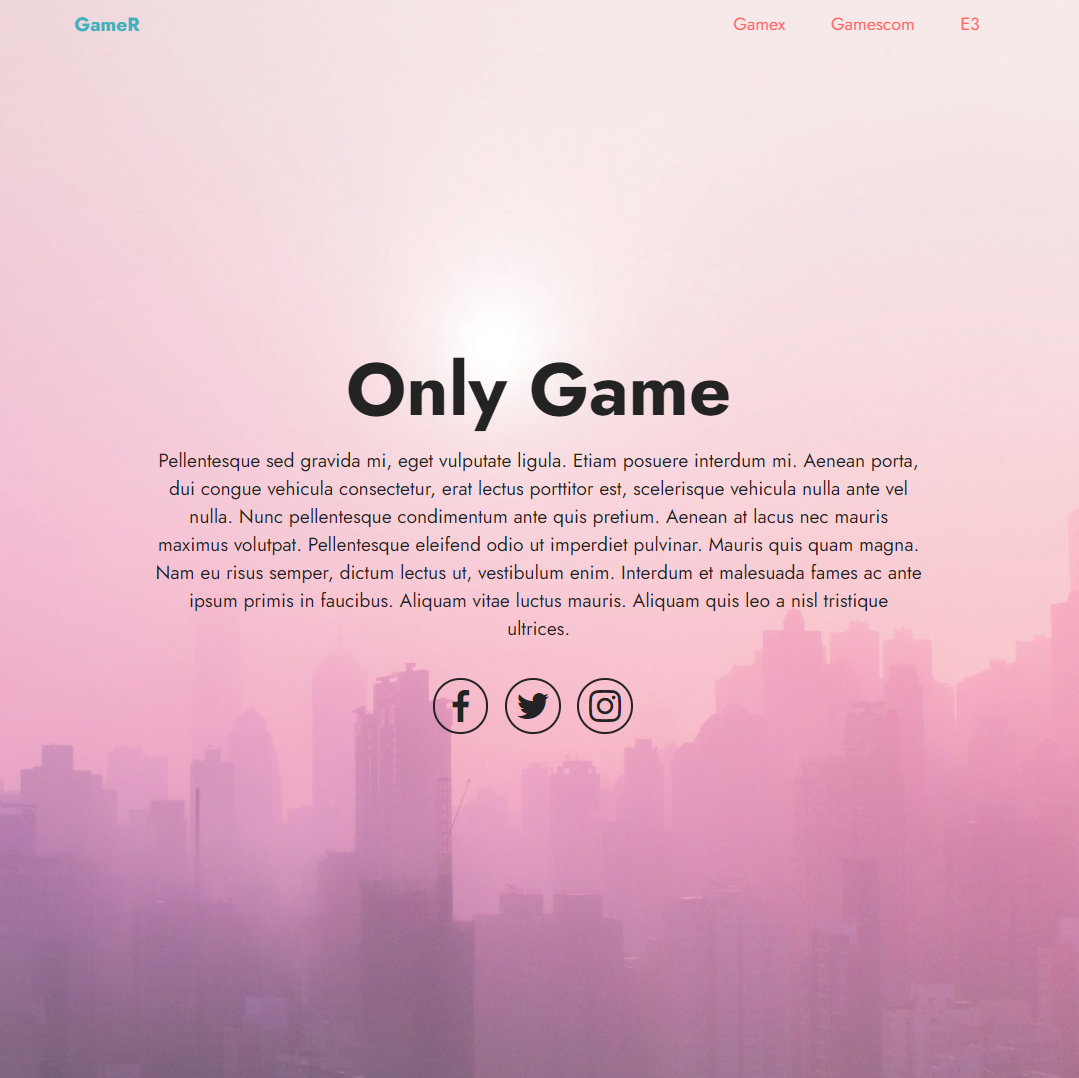 GameR
Gamex Gamescom E3
Only Game
Pellentesque sed gravida mi, eget vulputate ligula. Etiam posuere interdum mi. Aenean porta,
dui congue vehicula consectetur, erat lectus porttitor est, scelerisque vehicula nulla ante vel
nulla. Nunc pellentesque condimentum ante quis pretium. Aenean at lacus nec mauris
maximus volutpat. Pellentesque eleifend odio ut imperdiet pulvinar. Mauris quis quam magna.
Nam eu risus semper, dictum lectus ut, vestibulum enim. Interdum et malesuada fames ac ante
ipsum primis in faucibus. Aliquam vitae luctus mauris. Aliquam quis leo a nisl tristique
ultrices.